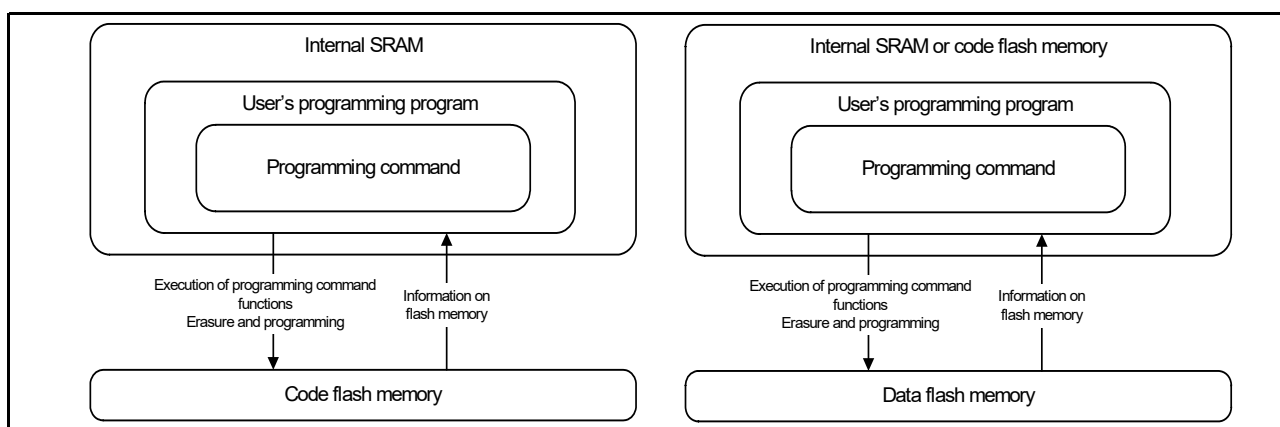 Internal SRAM
User’s programming program
Programming command
Execution of programming command
functions
Erasure and programming
Information on
flash memory
Code flash memory
Internal SRAM or code flash memory
User’s programming program
Programming command
Execution of programming command
functions
Erasure and programming
Information on
flash memory
Data flash memory